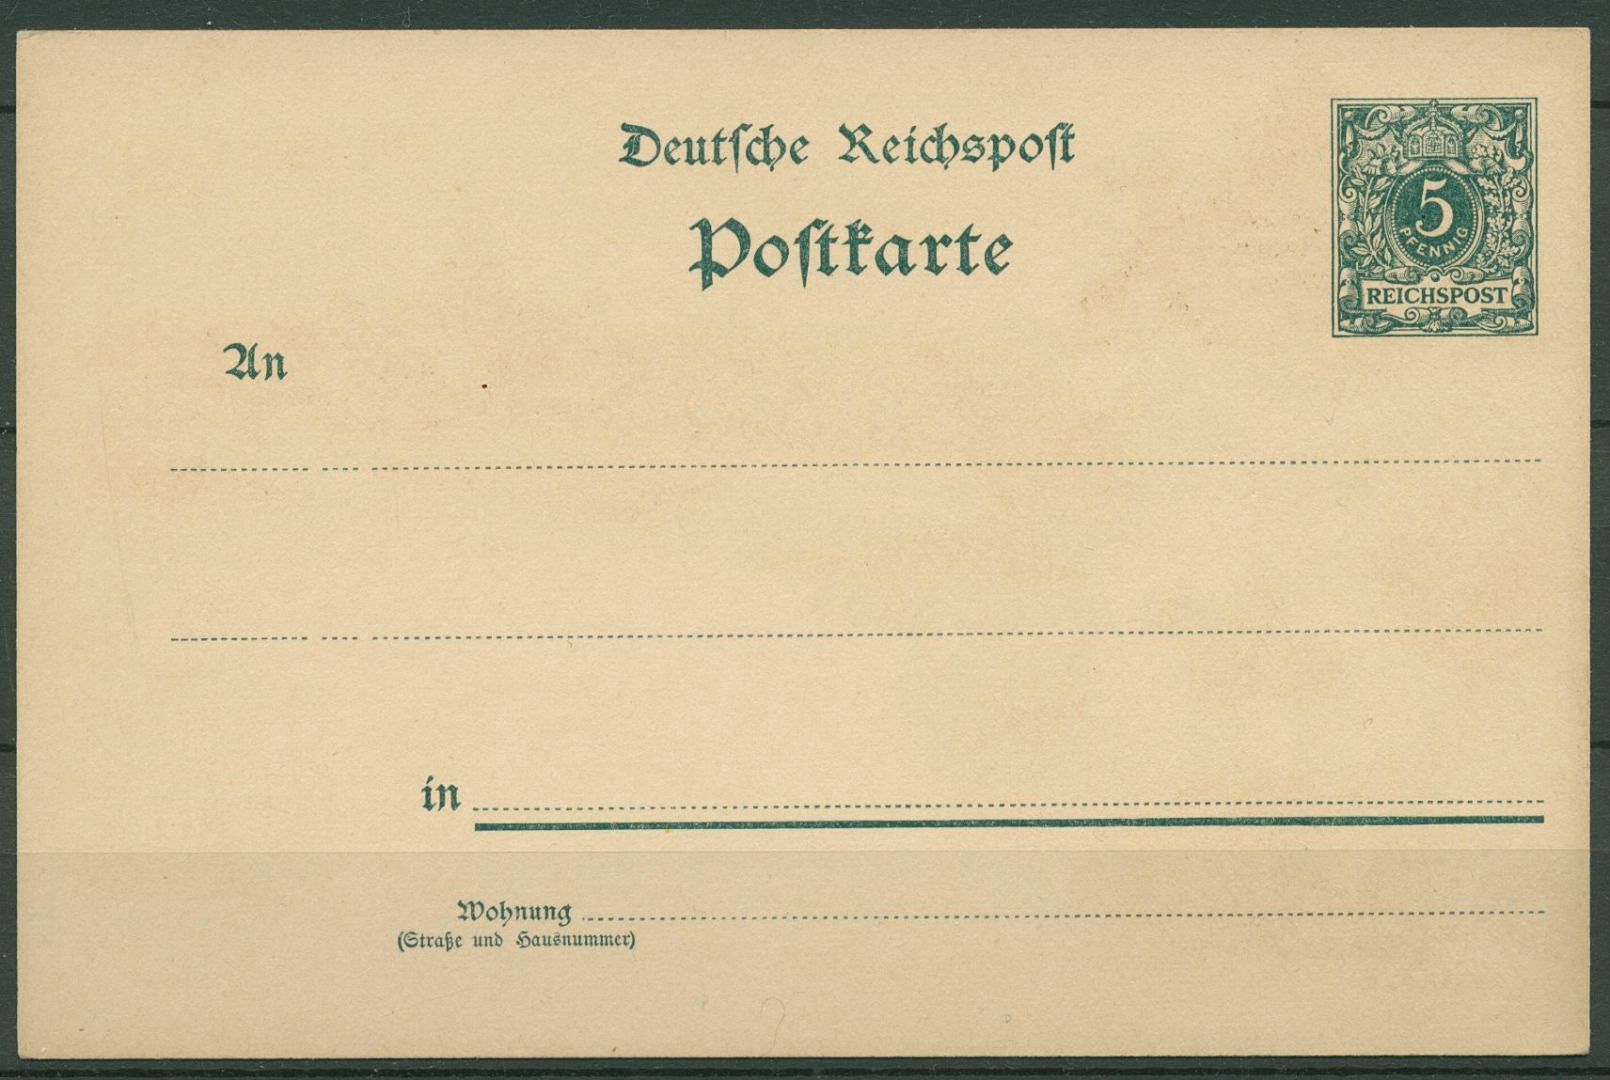 Deutſche Reichspoſt
Poſtkarte
5
PFENNIG
REICHSPOST
An
in
Wohnung
(Straße und Hausnummer)